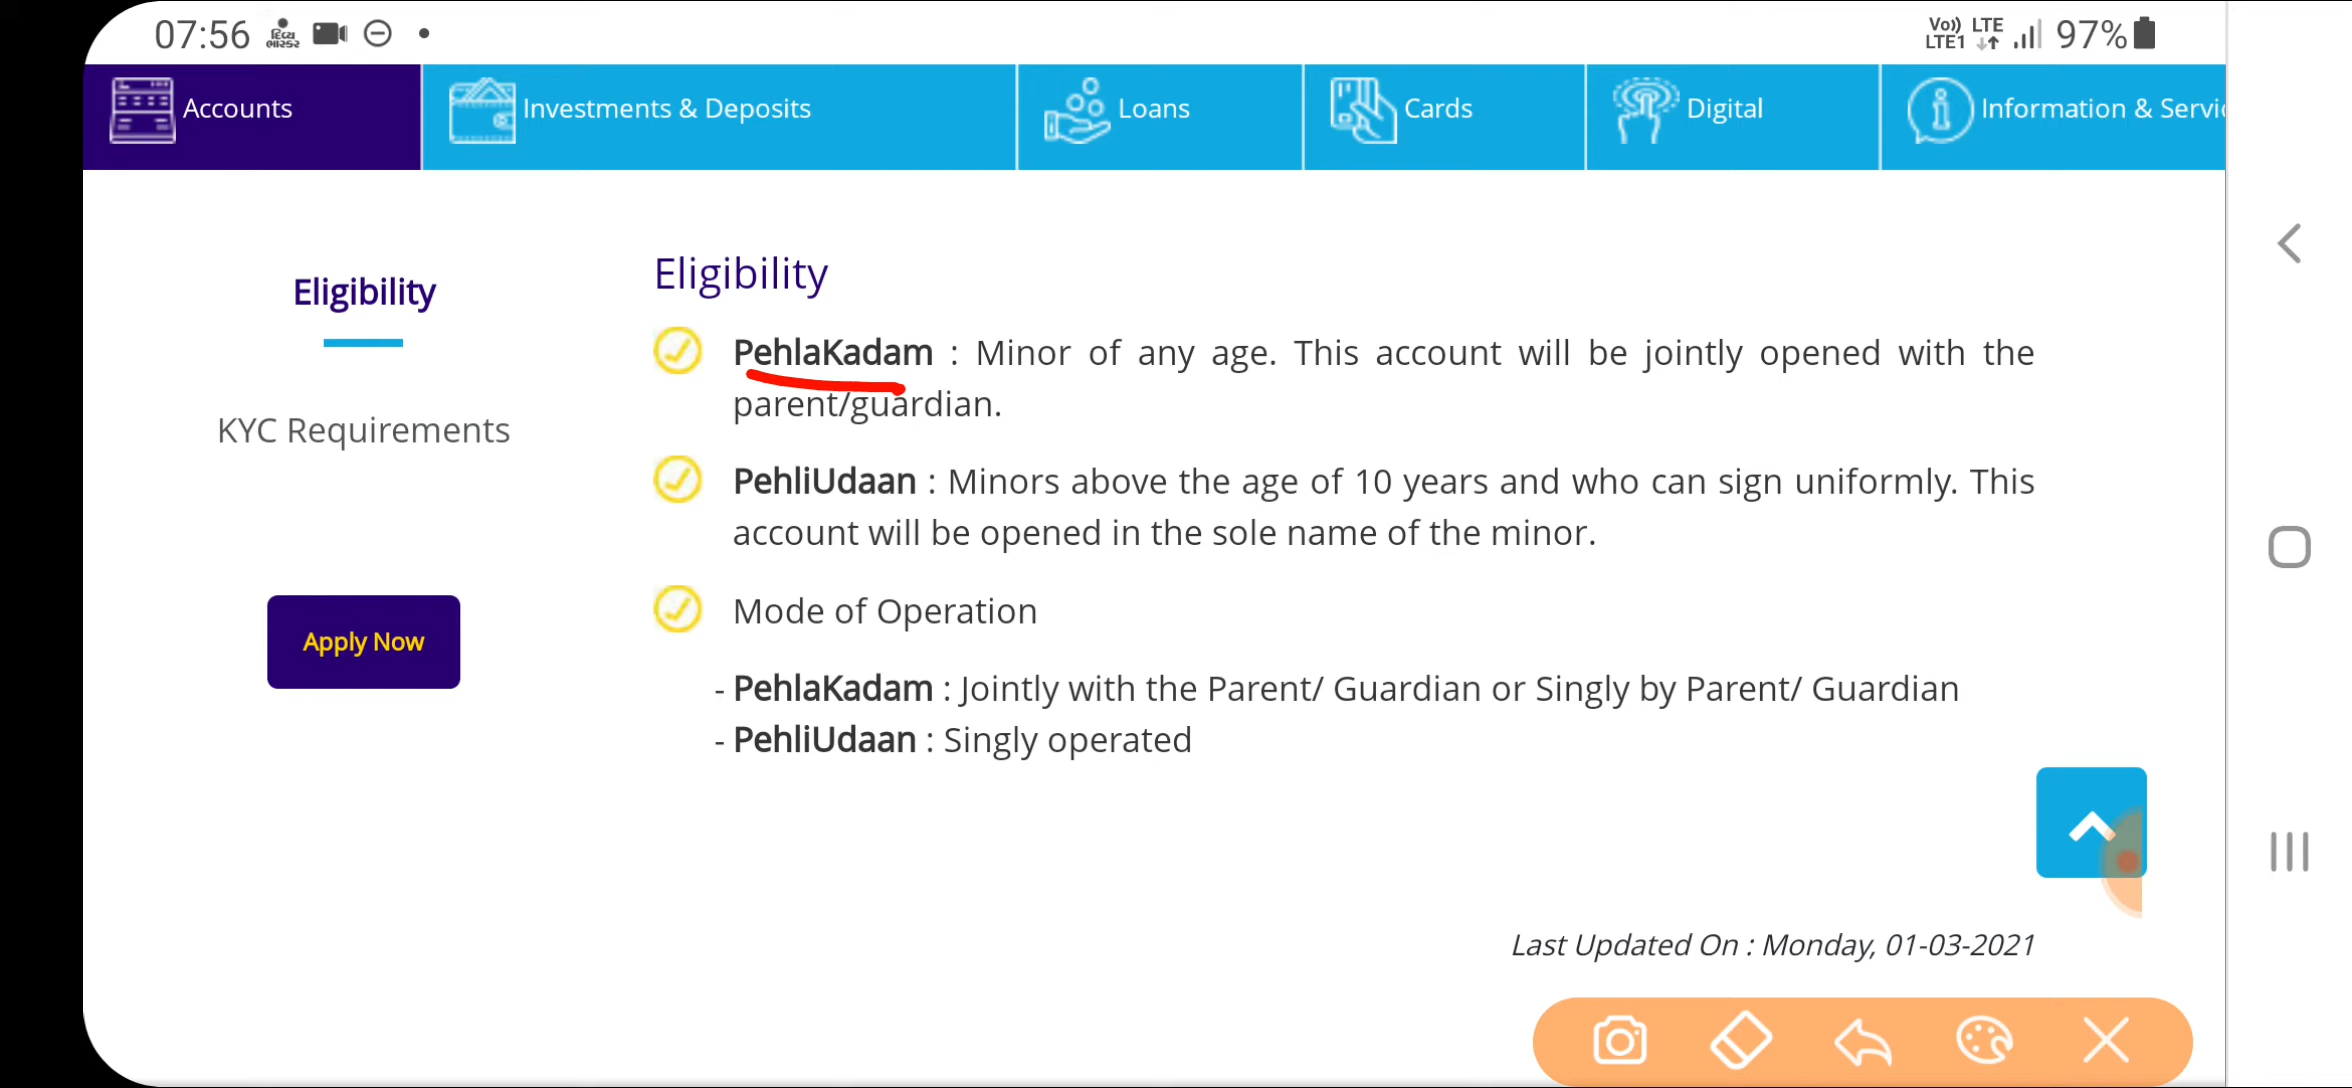 07:56 દિવ્ય ભાસ્કર
Vo)) LTE
LTE1
97%
Accounts
Investments & Deposits
Loans
Cards
Digital
Information & Servi
Eligibility
KYC Requirements
Apply Now
Eligibility
PehlaKadam : Minor of any age. This account will be jointly opened with the
parent/guardian.
PehliUdaan : Minors above the age of 10 years and who can sign uniformly. This
account will be opened in the sole name of the minor.
Mode of Operation
- PehlaKadam : Jointly with the Parent/ Guardian or Singly by Parent/ Guardian
- PehliUdaan : Singly operated
Last Updated On : Monday, 01-03-2021